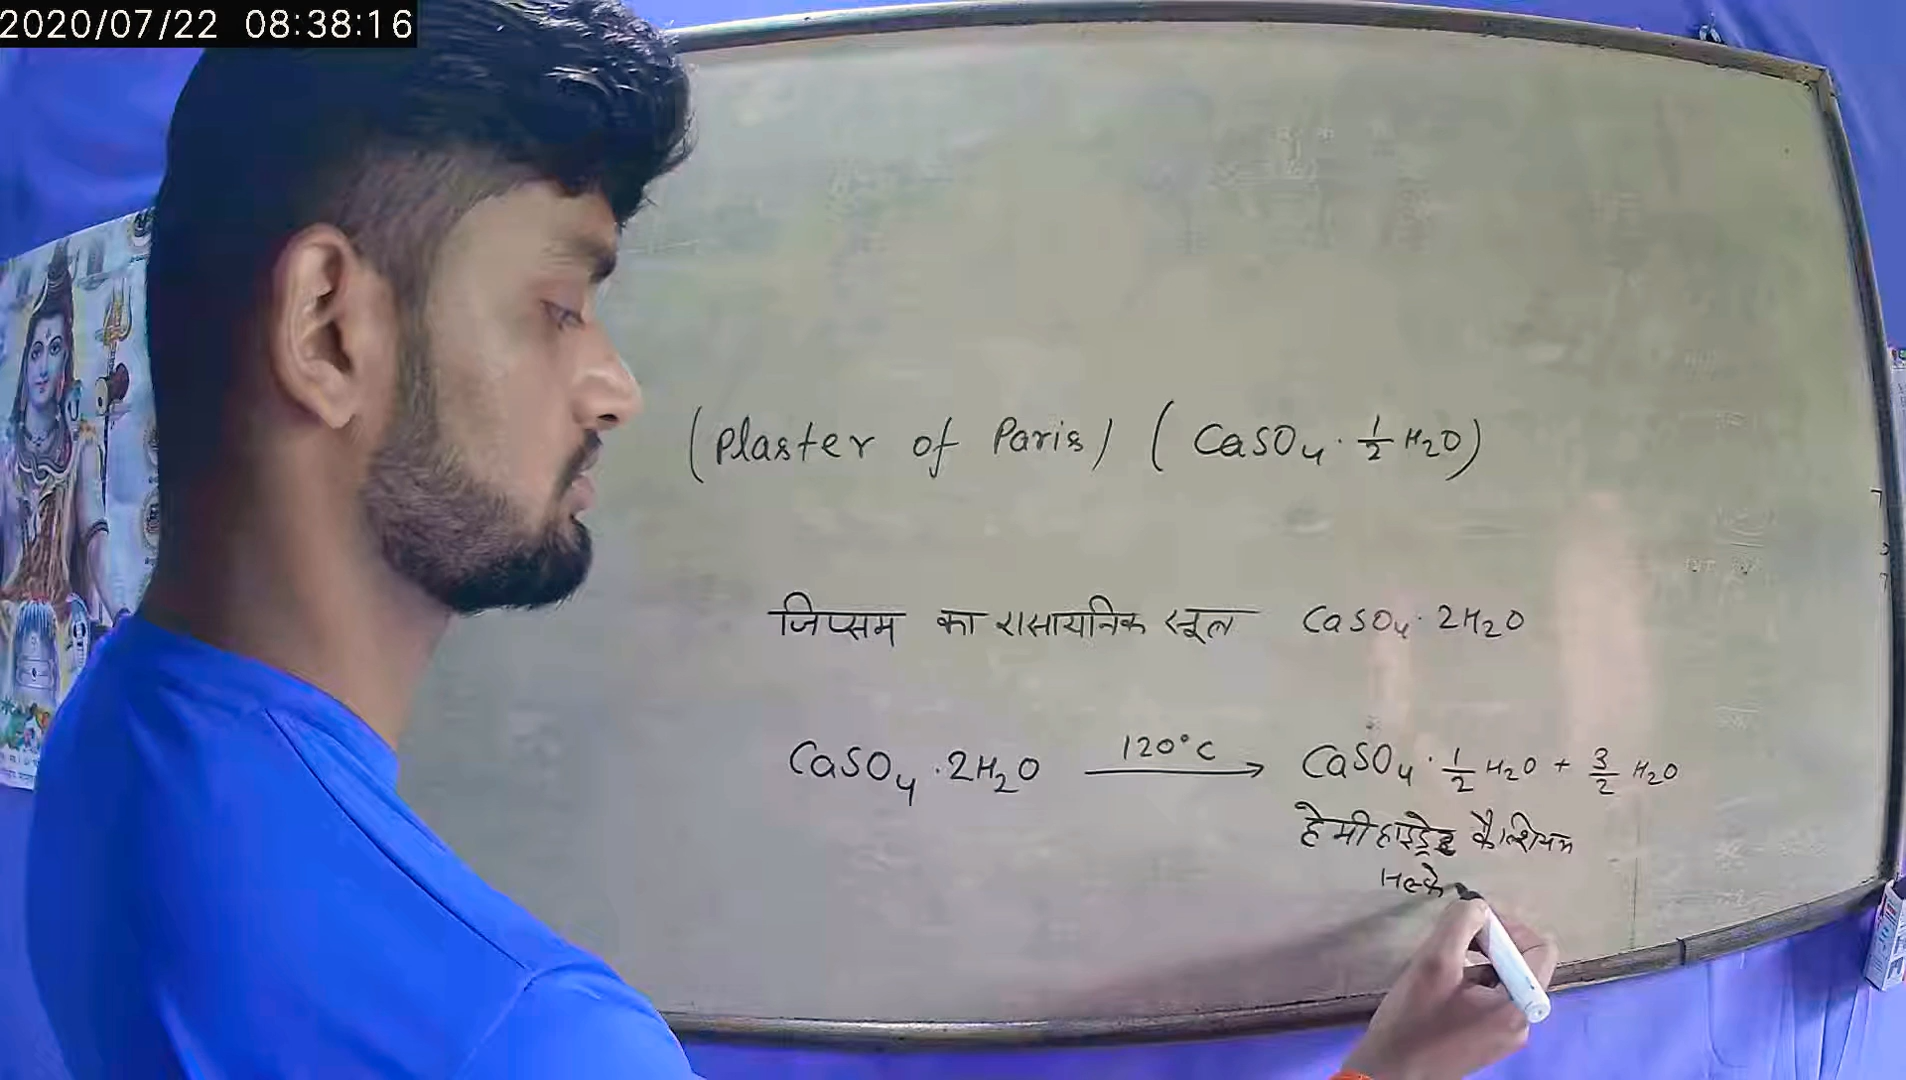 2020/07/22 08:38:16
(Plaster of Paris) (CaSO₄·½H₂O)
जिप्सम का रासायनिक सूत्र CaSO₄·2H₂O
CaSO₄·2H₂O 120°C → CaSO₄·½H₂O + 3/2 H₂O
हेमीहाइड्रेट कैल्शियम